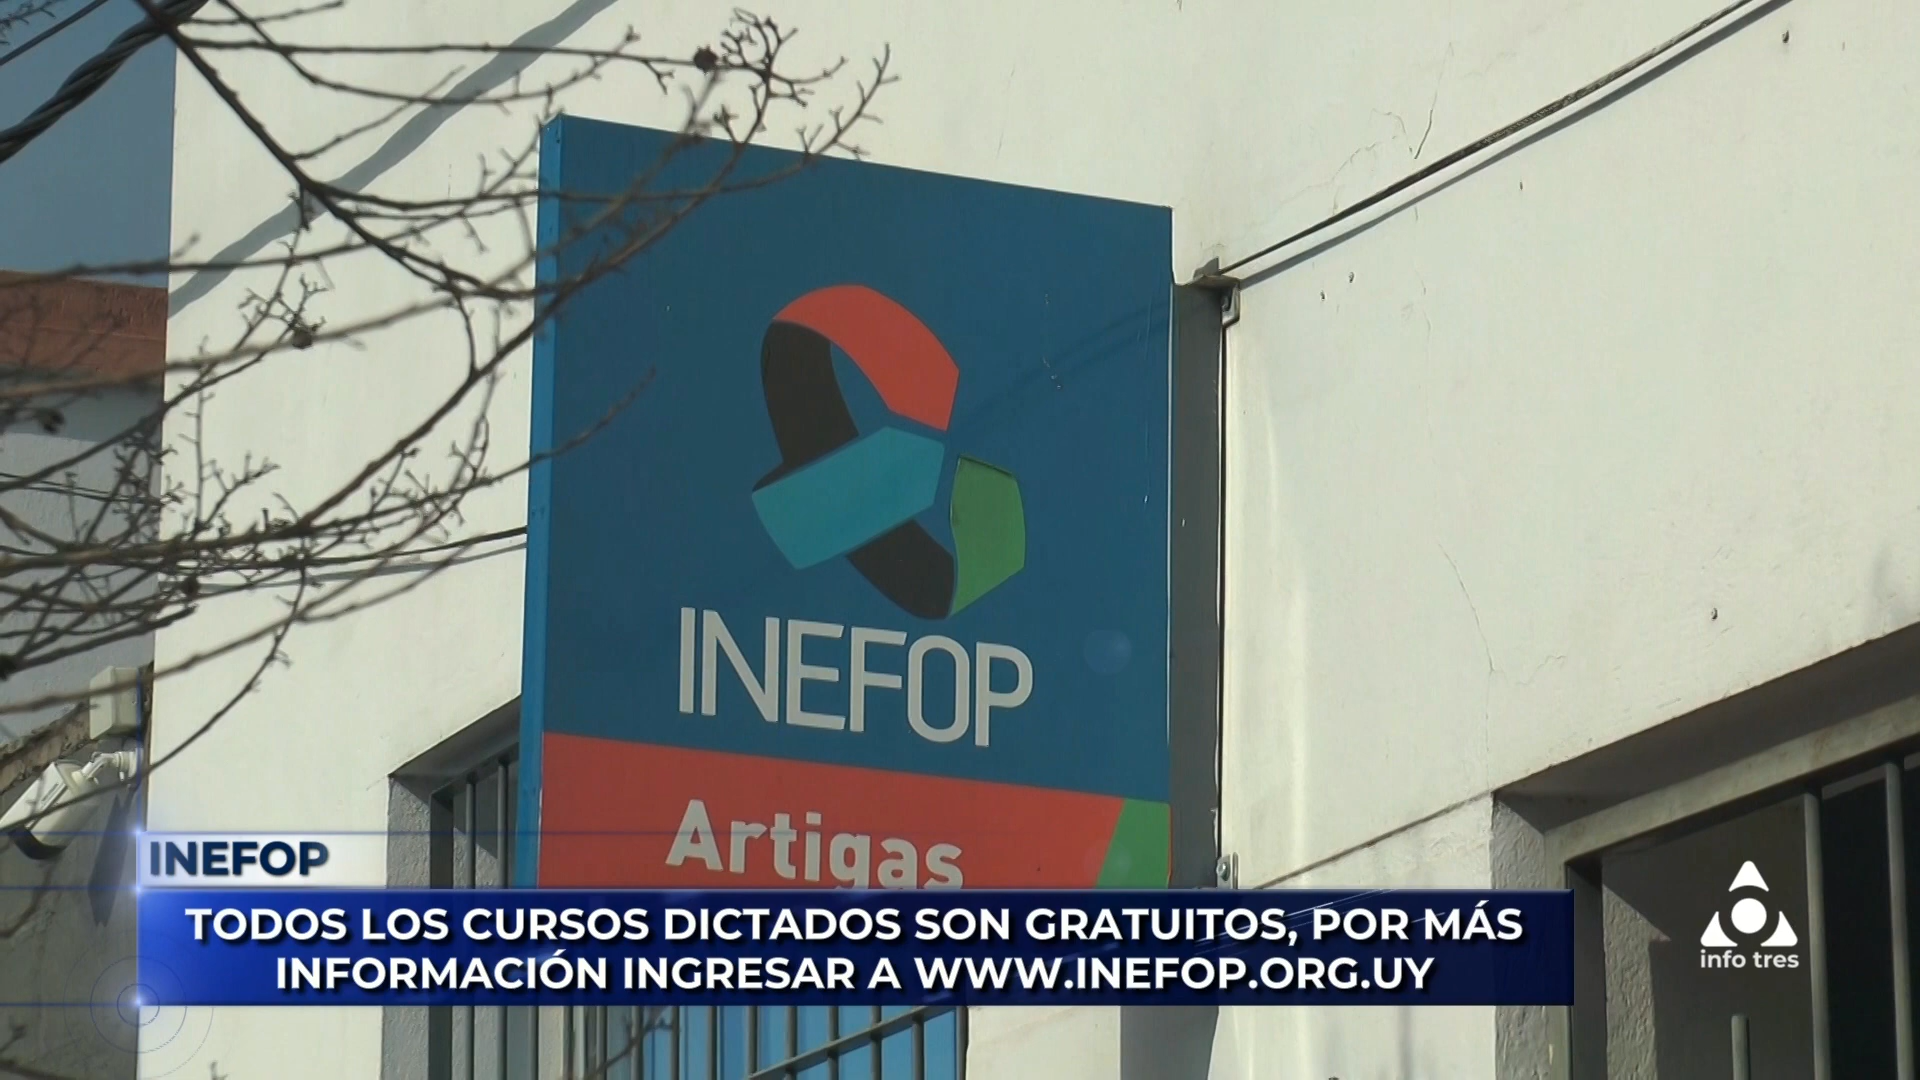 INEFOP
Artigas
INEFOP
TODOS LOS CURSOS DICTADOS SON GRATUITOS, POR MÁS
INFORMACIÓN INGRESAR A WWW.INEFOP.ORG.UY
info tres